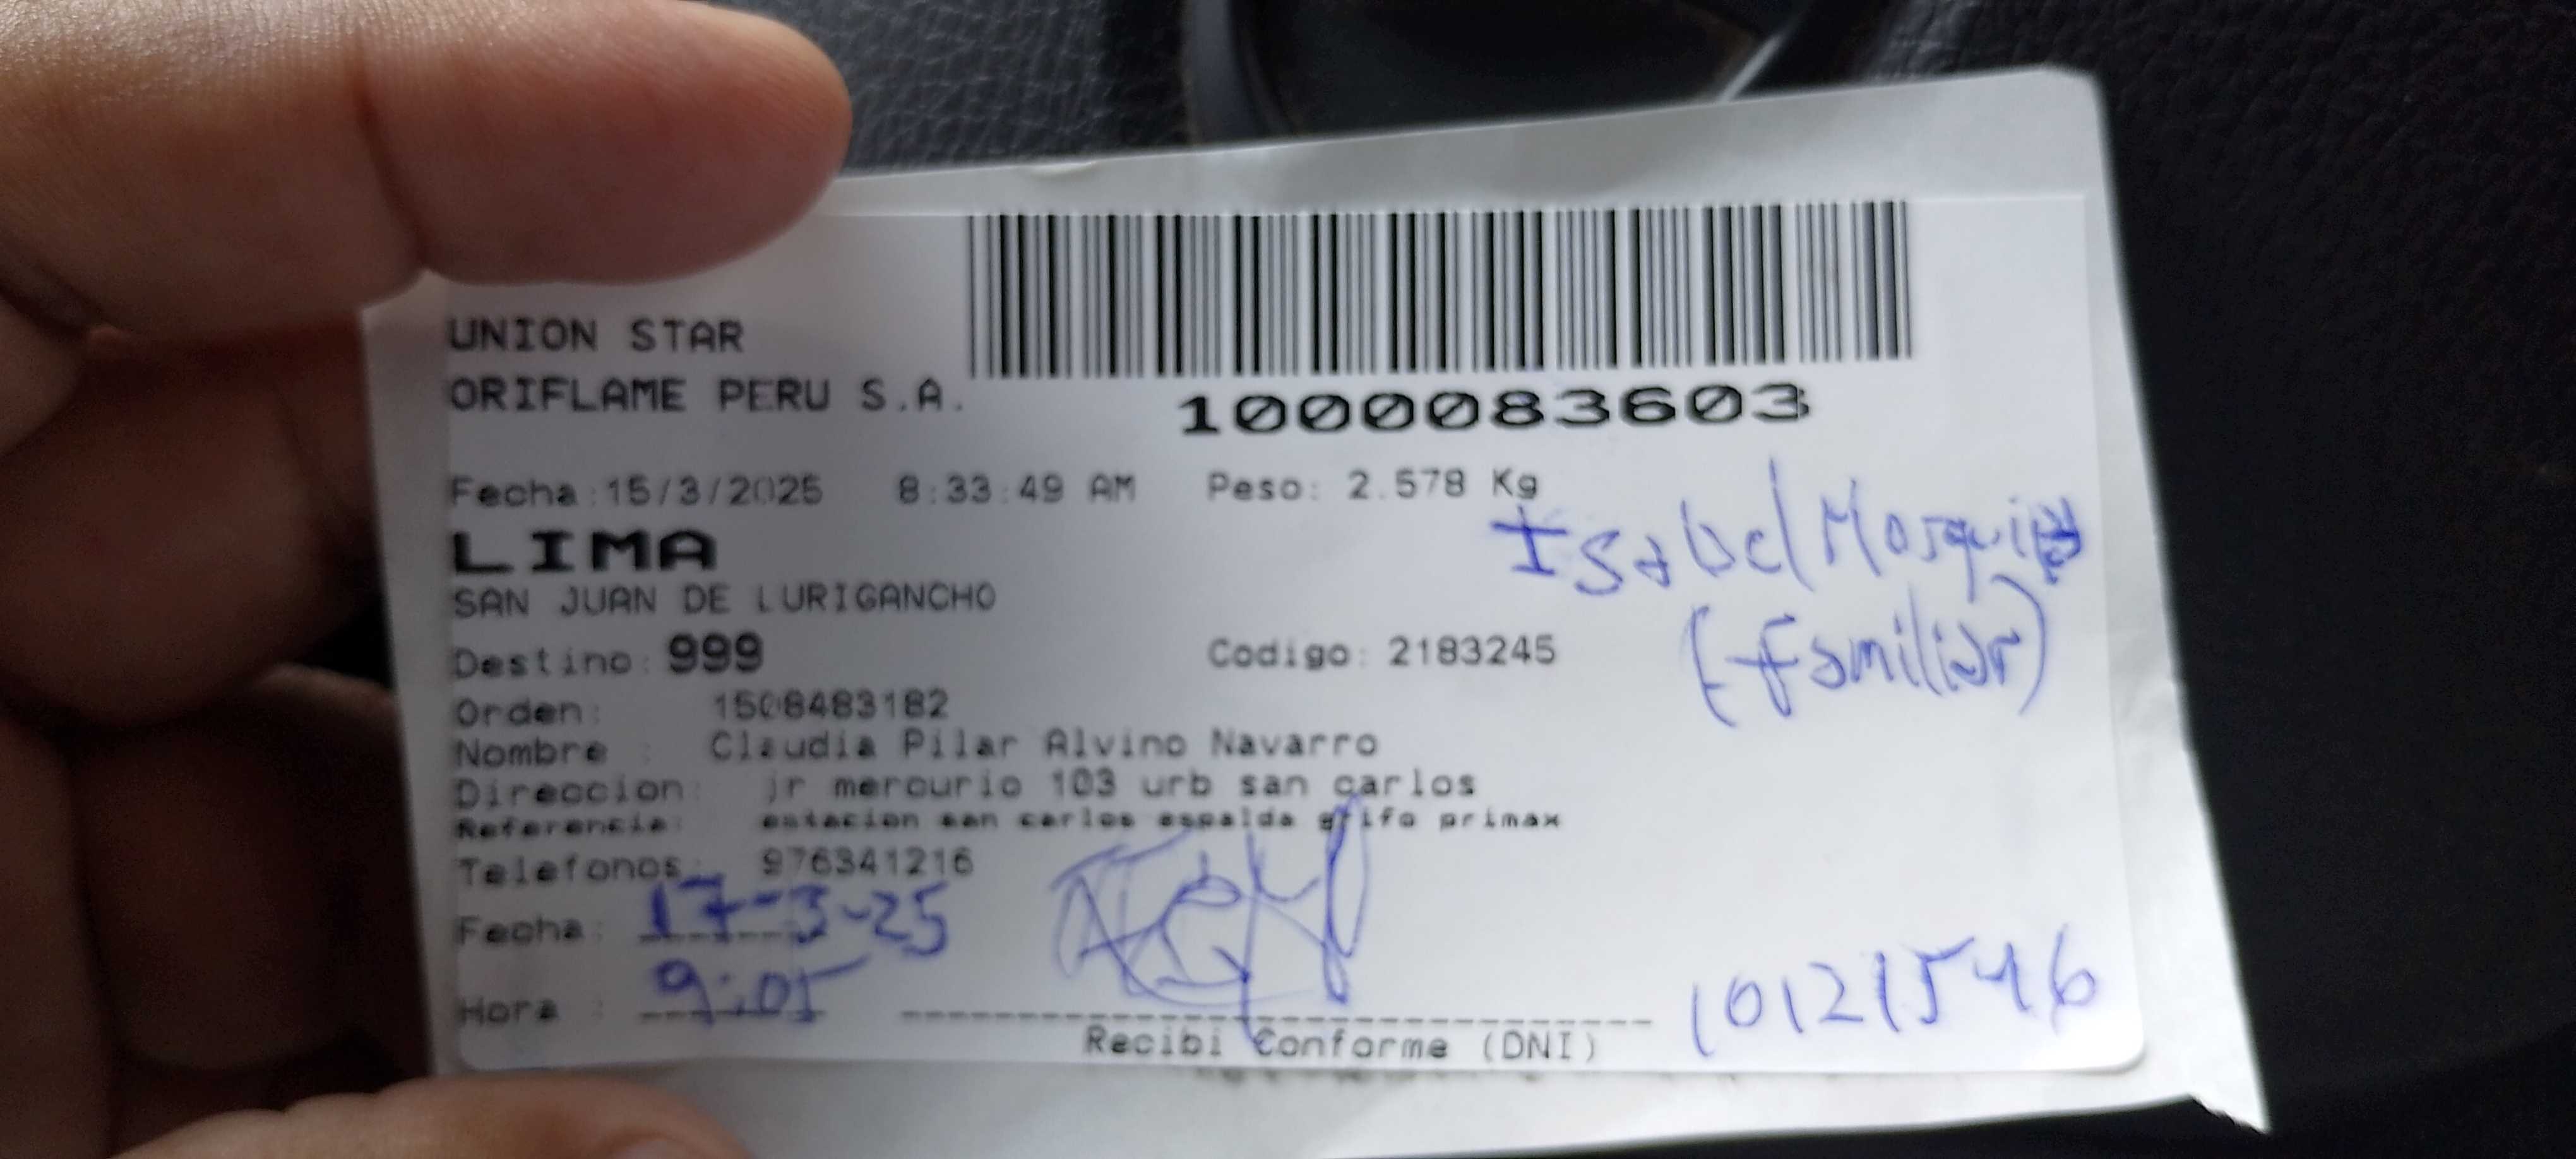 UNION STAR
ORIFLAME PERU S.A.
1000083603
Fecha:15/3/2025 8:33:49 AM Peso: 2.578 Kg
LIMA
SAN JUAN DE LURIGANCHO
Isabel
(familiar)
Destino: 999 Codigo: 2183245
Orden: 1508483182
Nombre : Claudia Pilar Alvino Navarro
Direccion: jr mercurio 103 urb san carlos
Referencia: estacion san carlos espalda grifo primax
Telefonos: 976341216
Fecha: 17-3-25
Hora : 9:05
Recibi Conforme (DNI)
10121546